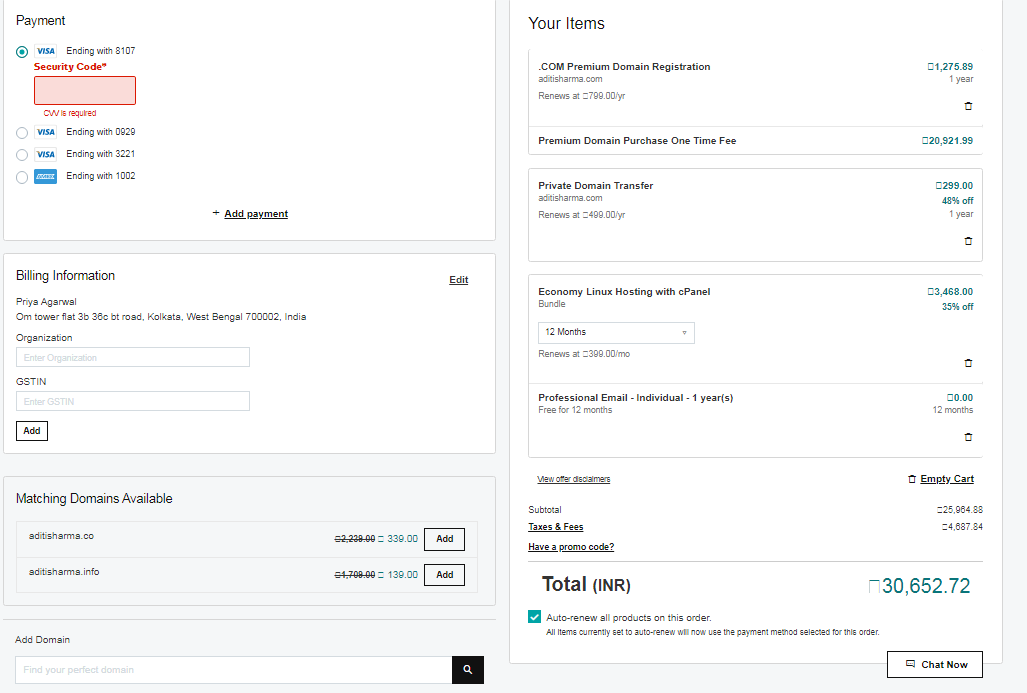 Payment
VISA Ending with 8107
Security Code*
CVV is required
VISA Ending with 0929
VISA Ending with 3221
AMEX Ending with 1002
+ Add payment
Billing Information
Edit
Priya Agarwal
Om tower flat 3b 36c bt road, Kolkata, West Bengal 700002, India
Organization
Enter Organization
GSTIN
Enter GSTIN
Add
Matching Domains Available
aditisharma.co
□2,239.00 □ 339.00 Add
aditisharma.info
□1,709.00 □ 139.00 Add
Add Domain
Find your perfect domain
Your Items
.COM Premium Domain Registration □1,275.89
aditisharma.com 1 year
Renews at □799.00/yr
Premium Domain Purchase One Time Fee □20,921.99
Private Domain Transfer □299.00
aditisharma.com 48% off
Renews at □499.00/yr 1 year
Economy Linux Hosting with cPanel □3,468.00
Bundle 35% off
12 Months
Renews at □399.00/mo
Professional Email - Individual - 1 year(s) □0.00
Free for 12 months 12 months
View offer disclaimers Empty Cart
Subtotal □25,964.88
Taxes & Fees □4,687.84
Have a promo code?
Total (INR) □30,652.72
Auto-renew all products on this order.
All items currently set to auto-renew will now use the payment method selected for this order.
Chat Now